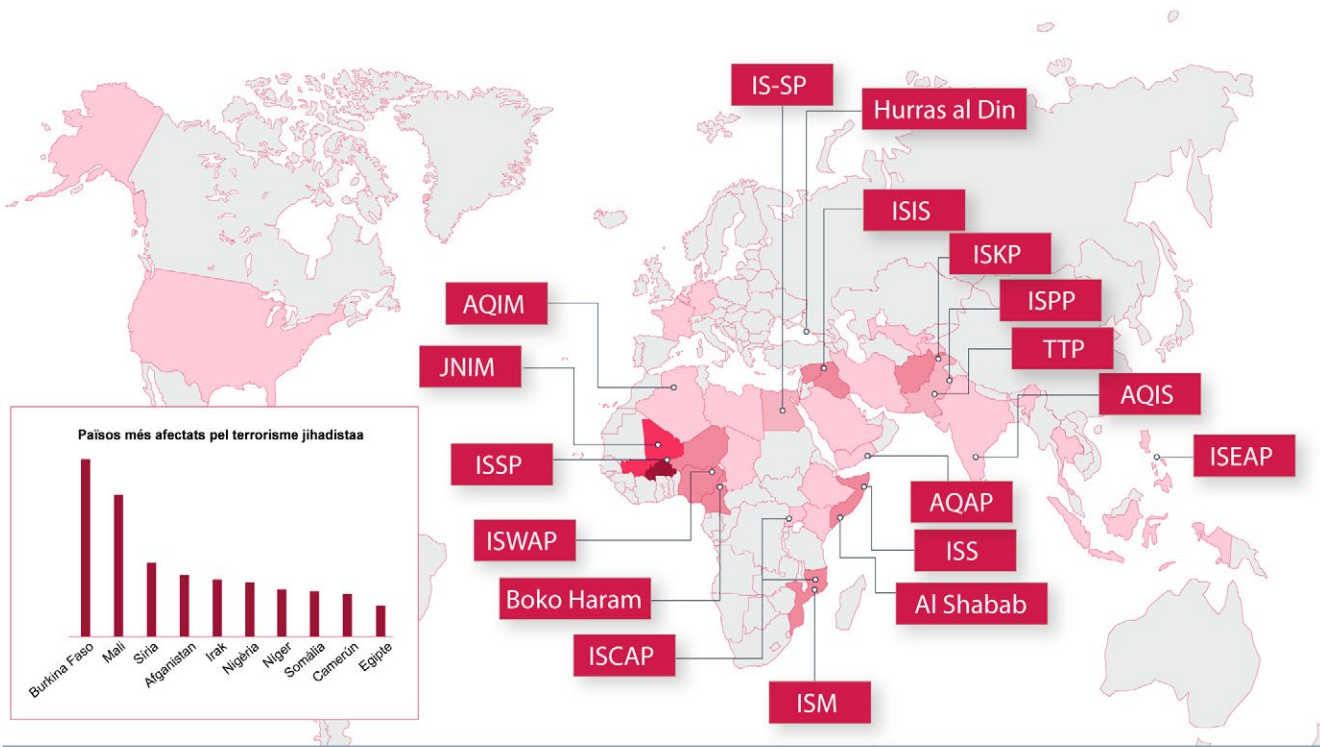 IS-SP
Hurras al Din
ISIS
ISKP
AQIM
ISPP
TTP
JNIM
AQIS
Països més afectats pel terrorisme jihadistaa
ISSP
ISEAP
AQAP
ISWAP
ISS
Boko Haram
Al Shabab
ISCAP
ISM
Burkina Faso
Mali
Síria
Afganistan
Irak
Nigèria
Níger
Somàlia
Camerún
Egipte